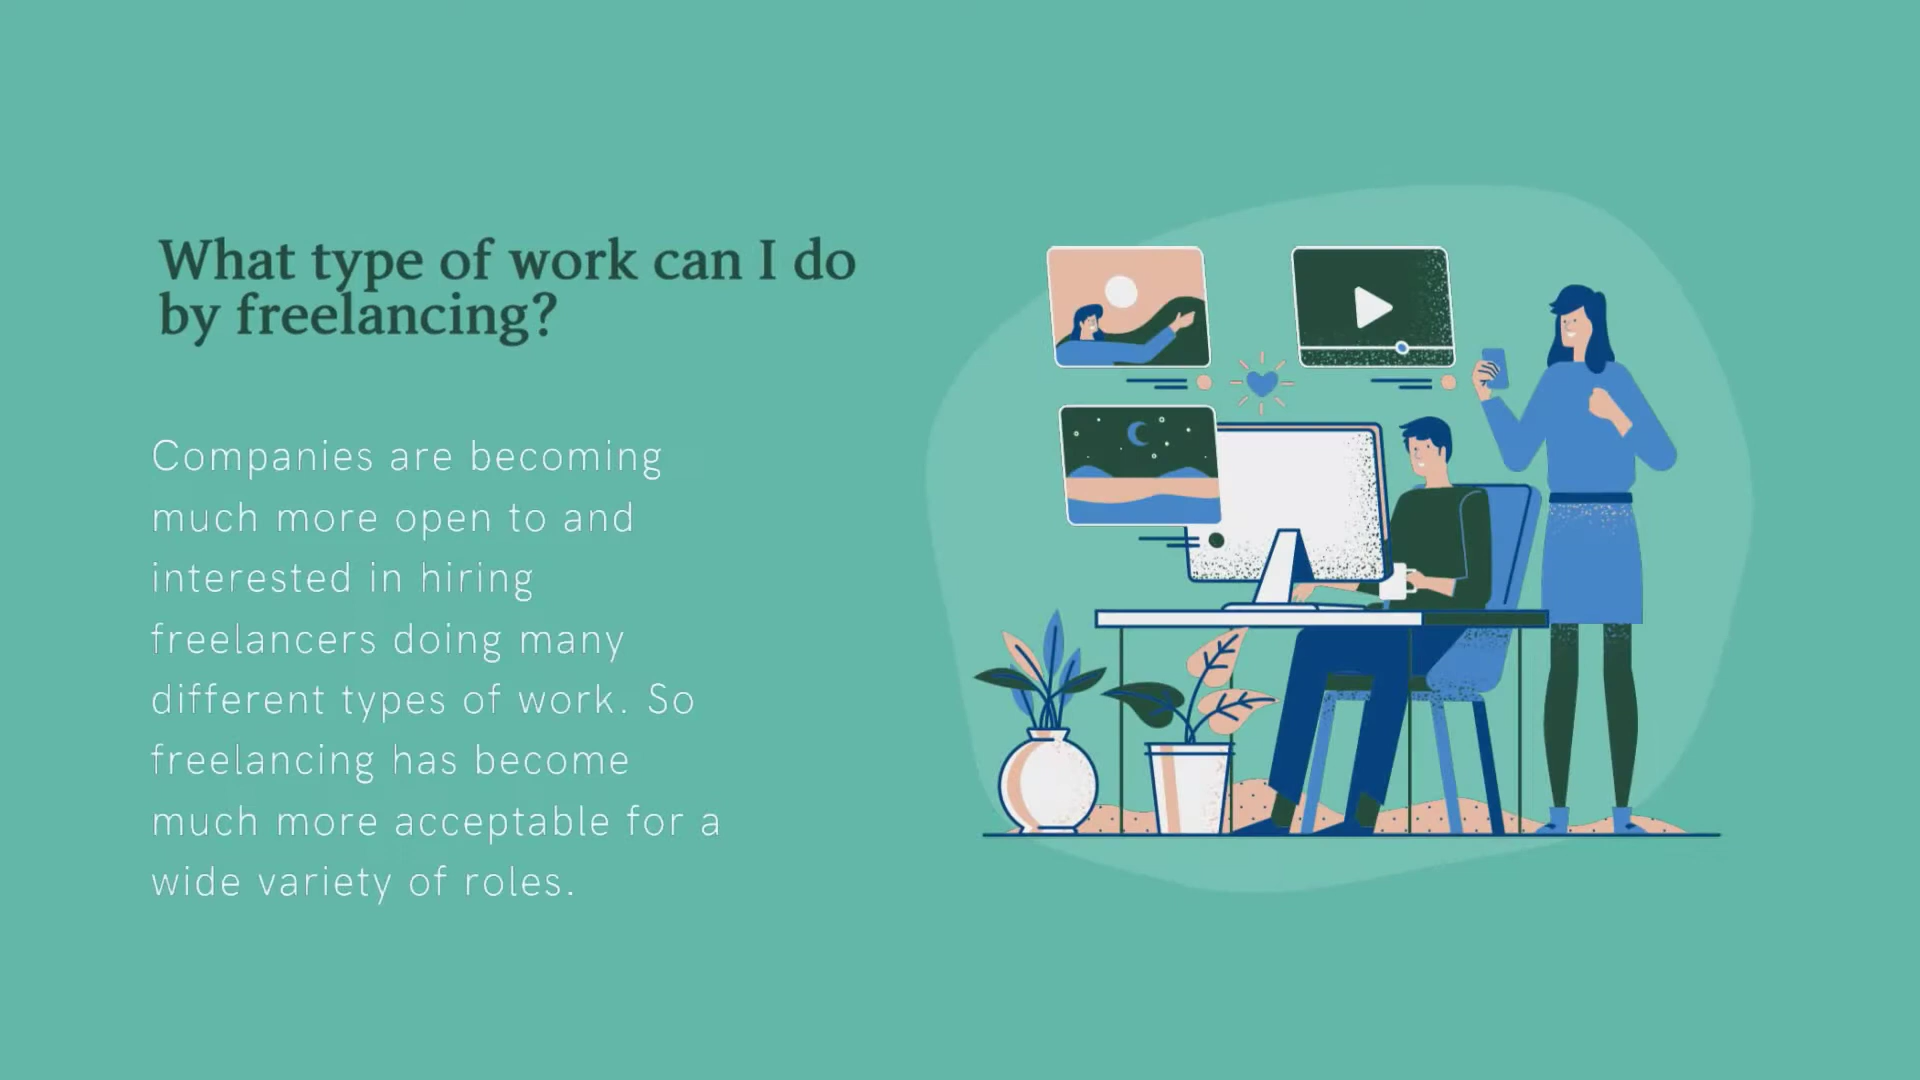 What type of work can I do
by freelancing?
Companies are becoming
much more open to and
interested in hiring
freelancers doing many
different types of work. So
freelancing has become
much more acceptable for a
wide variety of roles.